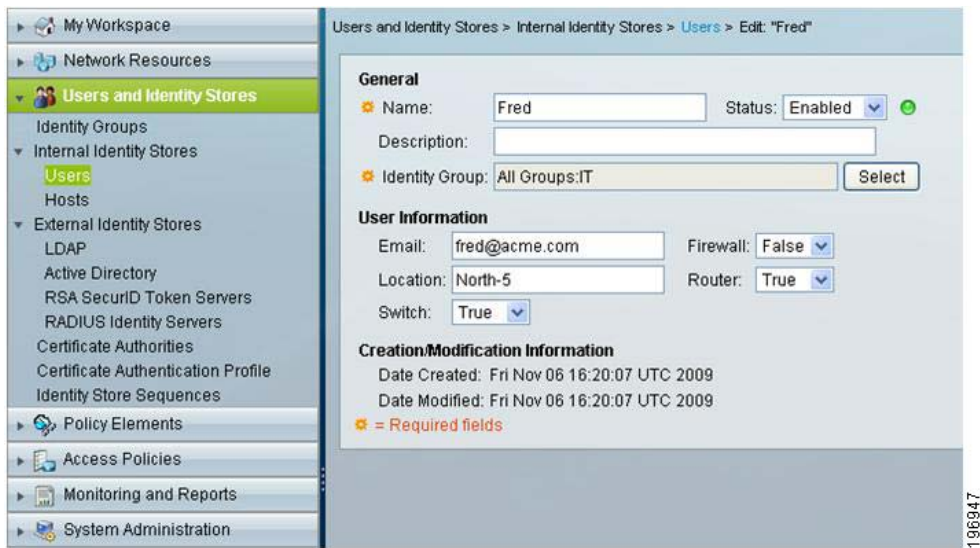 My Workspace
Network Resources
Users and Identity Stores
Identity Groups
Internal Identity Stores
Users
Hosts
External Identity Stores
LDAP
Active Directory
RSA SecurID Token Servers
RADIUS Identity Servers
Certificate Authorities
Certificate Authentication Profile
Identity Store Sequences
Policy Elements
Access Policies
Monitoring and Reports
System Administration
Users and Identity Stores > Internal Identity Stores > Users > Edit: "Fred"
General
Name: Fred Status: Enabled
Description:
Identity Group: All Groups:IT Select
User Information
Email: fred@acme.com Firewall: False
Location: North-5 Router: True
Switch: True
Creation/Modification Information
Date Created: Fri Nov 06 16:20:07 UTC 2009
Date Modified: Fri Nov 06 16:20:07 UTC 2009
= Required fields
196947